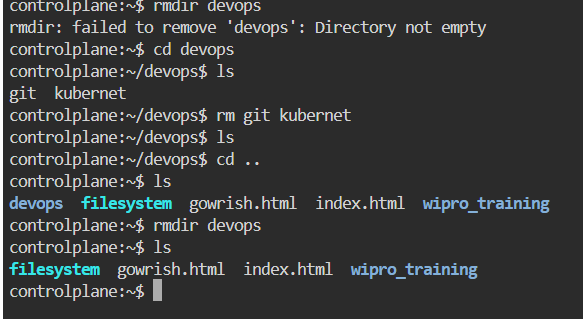 controlplane:~$ rmdir devops
rmdir: failed to remove 'devops': Directory not empty
controlplane:~$ cd devops
controlplane:~/devops$ ls
git  kubernet
controlplane:~/devops$ rm git kubernet
controlplane:~/devops$ ls
controlplane:~/devops$ cd ..
controlplane:~$ ls
devops  filesystem  gowrish.html  index.html  wipro_training
controlplane:~$ rmdir devops
controlplane:~$ ls
filesystem  gowrish.html  index.html  wipro_training
controlplane:~$